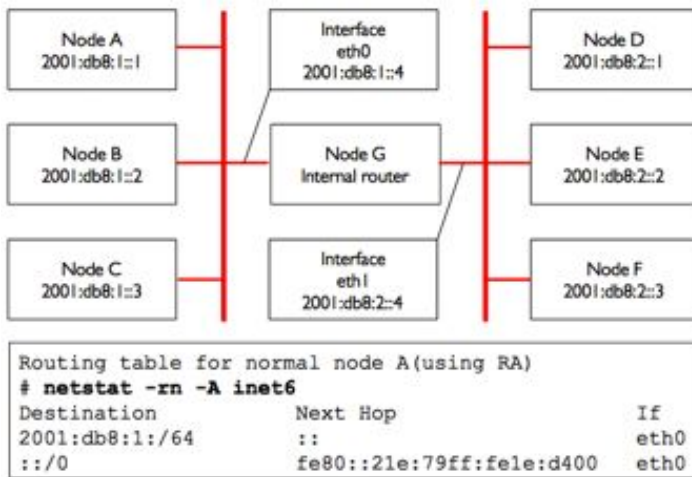 Node A
2001:db8:1::1
Interface
eth0
2001:db8:1::4
Node D
2001:db8:2::1
Node B
2001:db8:1::2
Node G
Internal router
Node E
2001:db8:2::2
Node C
2001:db8:1::3
Interface
eth1
2001:db8:2::4
Node F
2001:db8:2::3
Routing table for normal node A(using RA)
# netstat -rn -A inet6
Destination Next Hop If
2001:db8:1:/64 :: eth0
::/0 fe80::21e:79ff:fe1e:d400 eth0